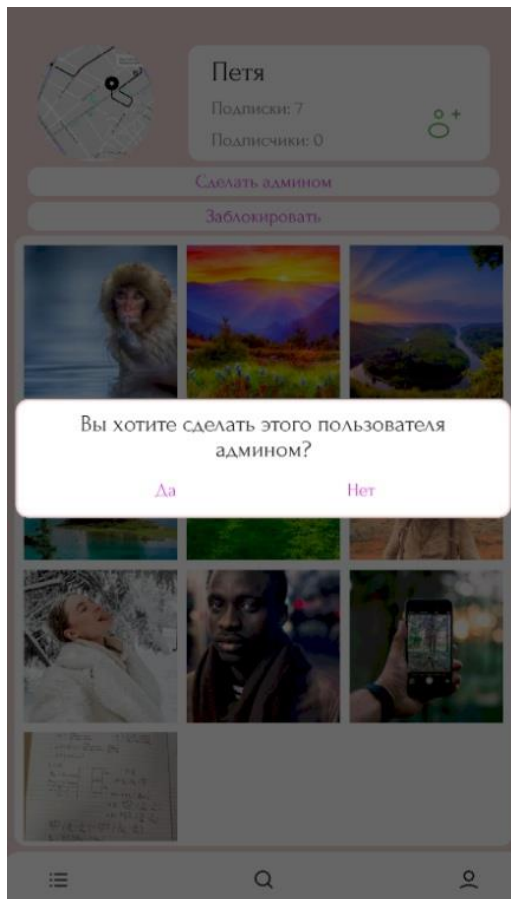 Петя
Подписки: 7
Подписчики: 0
Сделать админом
Заблокировать
Вы хотите сделать этого пользователя
админом?
Да
Нет